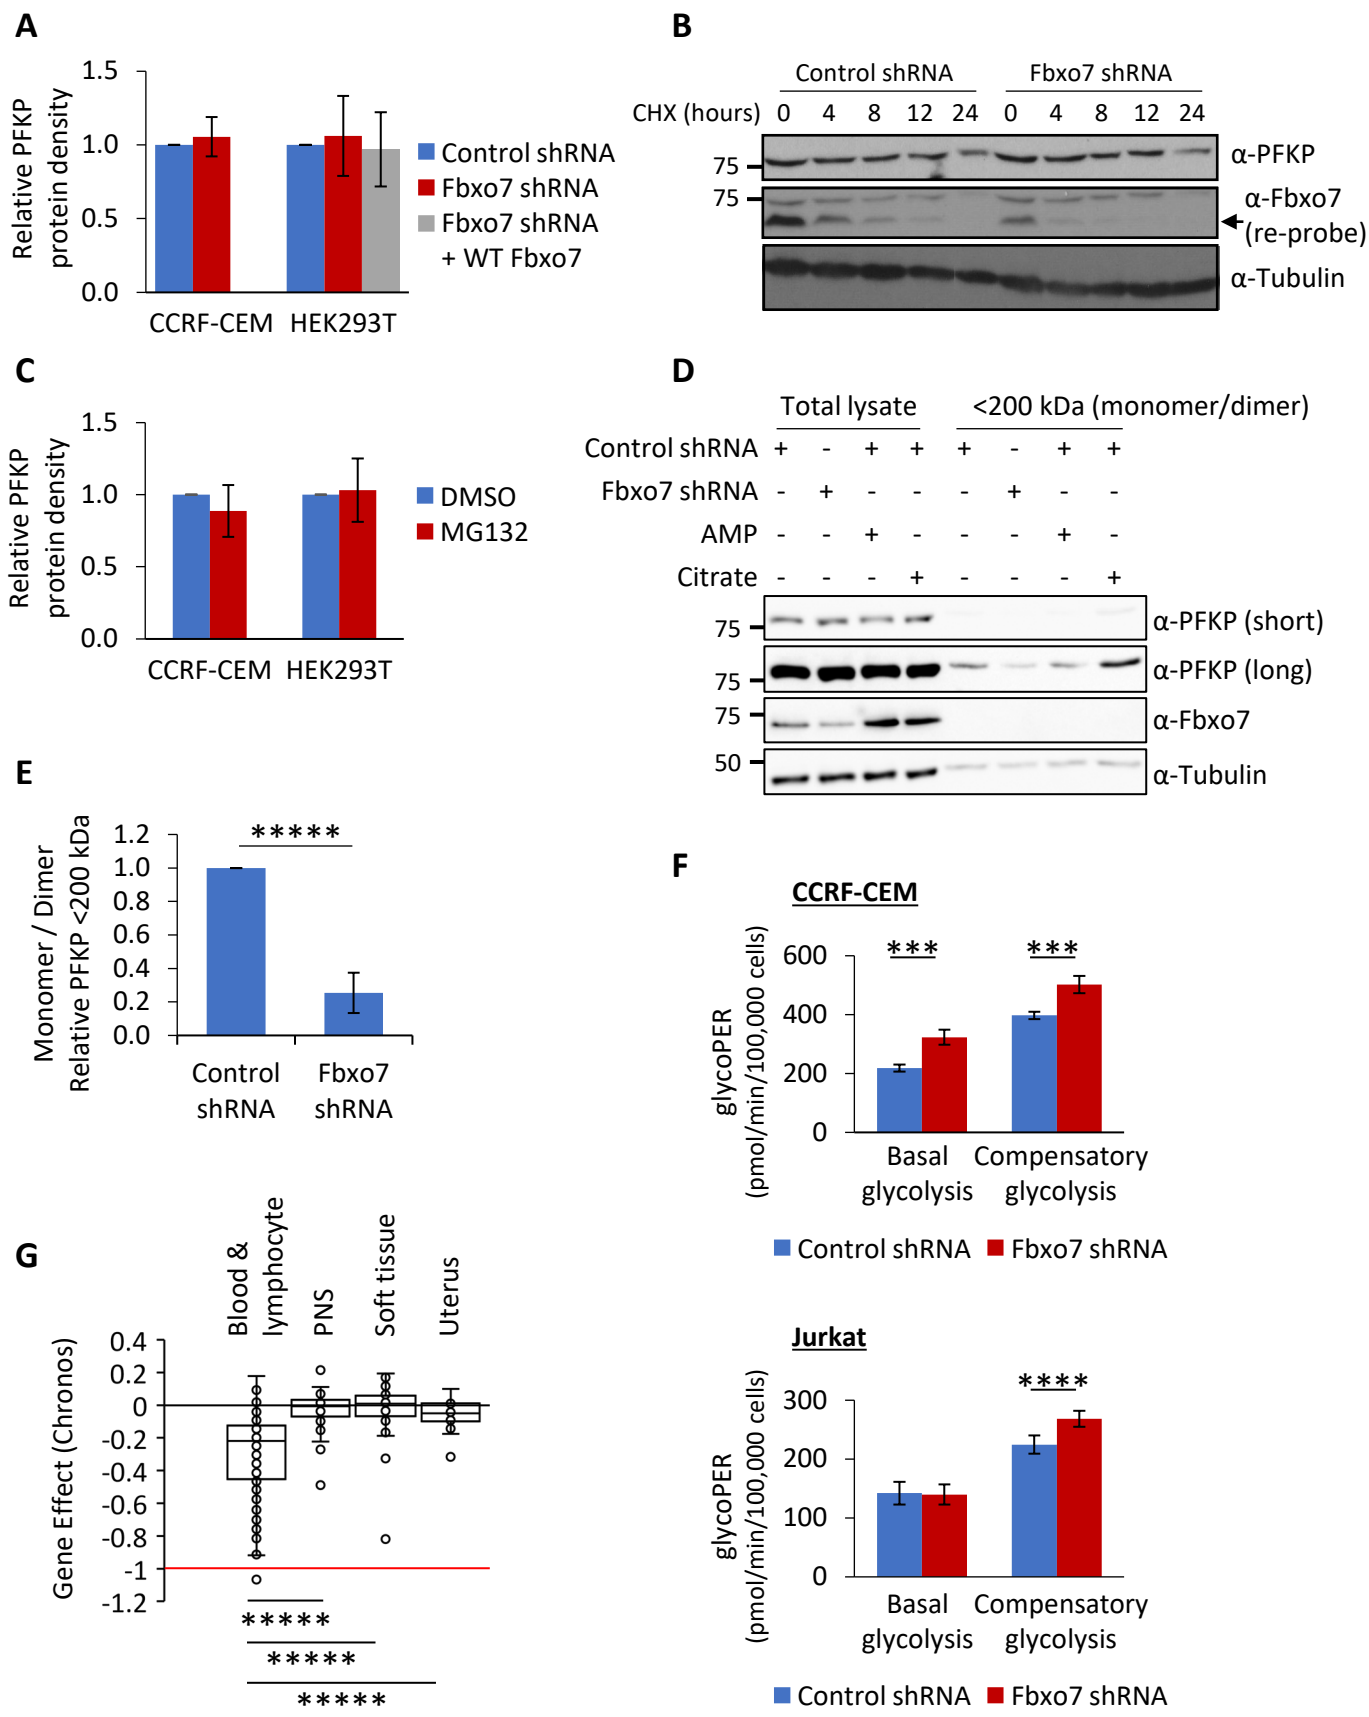 A
1.5
1.0
0.5
0.0
Relative PFKP
protein density
CCRF-CEM HEK293T
Control shRNA
Fbxo7 shRNA
Fbxo7 shRNA
+ WT Fbxo7
B
Control shRNA Fbxo7 shRNA
CHX (hours) 0 4 8 12 24 0 4 8 12 24
75
α-PFKP
75
α-Fbxo7
(re-probe)
α-Tubulin
C
1.5
1.0
0.5
0.0
Relative PFKP
protein density
CCRF-CEM HEK293T
DMSO
MG132
D
Total lysate <200 kDa (monomer/dimer)
Control shRNA + - + + + - + +
Fbxo7 shRNA - + - - - + - -
AMP - - + - - - + -
Citrate - - - + - - - +
75
α-PFKP (short)
75
α-PFKP (long)
75
α-Fbxo7
50
α-Tubulin
E
1.2
1.0
0.8
0.6
0.4
0.2
0.0
Monomer / Dimer
Relative PFKP <200 kDa
*****
Control
shRNA
Fbxo7
shRNA
F
CCRF-CEM
600
400
200
0
glycoPER
(pmol/min/100,000 cells)
*** ***
Basal
glycolysis
Compensatory
glycolysis
Control shRNA Fbxo7 shRNA
Jurkat
300
200
100
0
glycoPER
(pmol/min/100,000 cells)
****
Basal
glycolysis
Compensatory
glycolysis
Control shRNA Fbxo7 shRNA
G
Blood &
lymphocyte
PNS
Soft tissue
Uterus
0.4
0.2
0
-0.2
-0.4
-0.6
-0.8
-1
-1.2
Gene Effect (Chronos)
*****
*****
*****